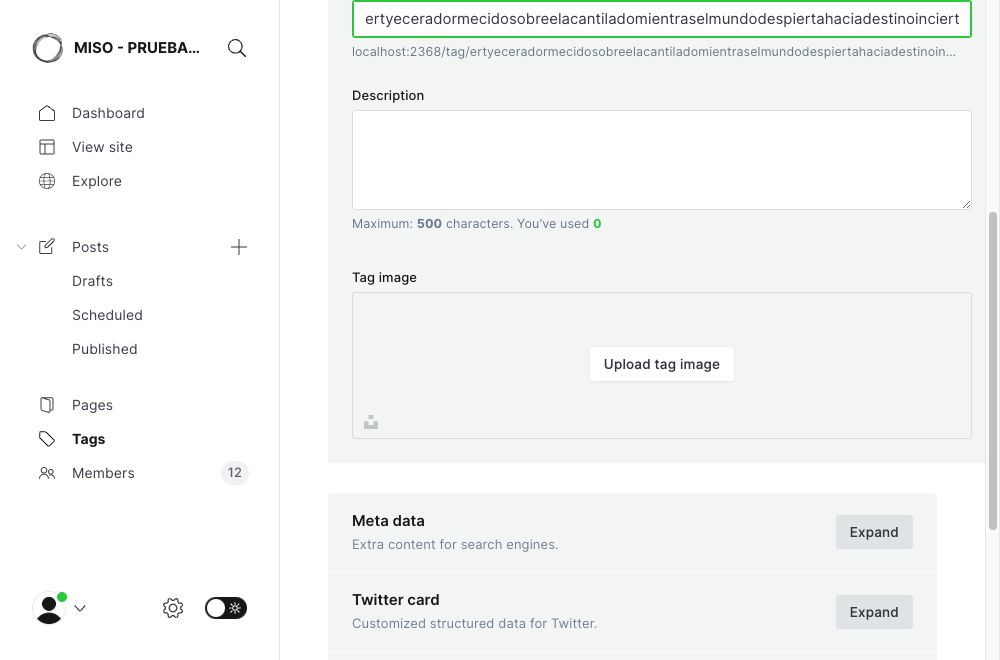 MISO - PRUEBA...
Dashboard
View site
Explore
Posts
Drafts
Scheduled
Published
Pages
Tags
Members
12
ertyeceradormecidosobreelacantiladomientraselmundodespiertahaciadestinoinciert
localhost:2368/tag/ertyeceradormecidosobreelacantiladomientraselmundodespiertahaciadestinoin...
Description
Maximum: 500 characters. You’ve used 0
Tag image
Upload tag image
Meta data
Extra content for search engines.
Expand
Twitter card
Customized structured data for Twitter.
Expand